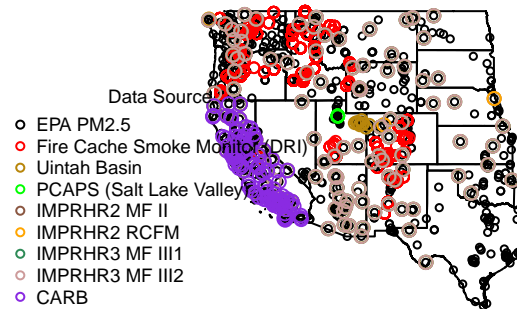 Data Source
EPA PM2.5
Fire Cache Smoke Monitor (DRI)
Uintah Basin
PCAPS (Salt Lake Valley)
IMPRHR2 MF II
IMPRHR2 RCFM
IMPRHR3 MF III1
IMPRHR3 MF III2
CARB